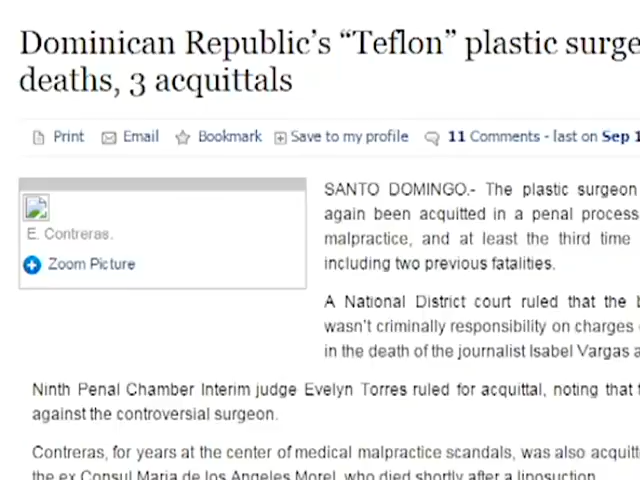 Dominican Republic's “Teflon” plastic surge
deaths, 3 acquittals
Print Email Bookmark Save to my profile 11 Comments - last on Sep 1
SANTO DOMINGO.- The plastic surgeon
again been acquitted in a penal process
malpractice, and at least the third time
including two previous fatalities.
E. Contreras.
Zoom Picture
A National District court ruled that the
wasn't criminally responsibility on charges
in the death of the journalist Isabel Vargas a
Ninth Penal Chamber Interim judge Evelyn Torres ruled for acquittal, noting that
against the controversial surgeon.
Contreras, for years at the center of medical malpractice scandals, was also acquitt
the ex Consul Maria de los Angeles Morel, who died shortly after a liposuction.